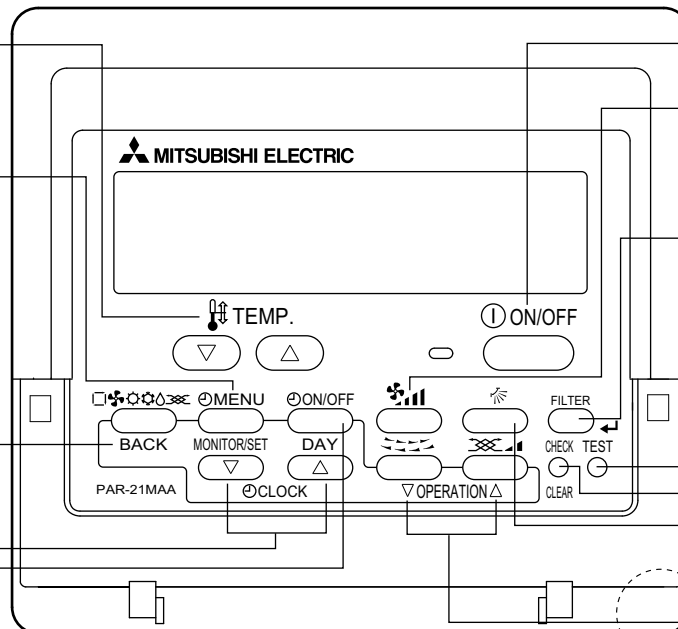 MITSUBISHI ELECTRIC
TEMP.
ON/OFF
MENU
ON/OFF
FILTER
BACK
MONITOR/SET
DAY
CHECK
TEST
PAR-21MAA
CLOCK
OPERATION
CLEAR